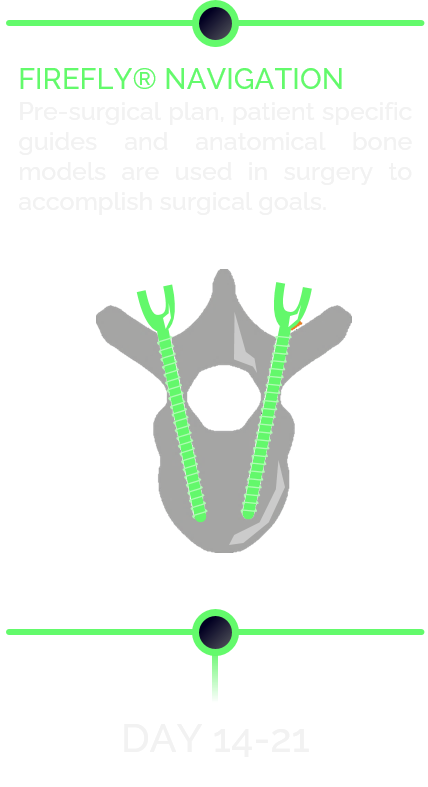 FIREFLY® NAVIGATION
Pre-surgical plan, patient specific
guides and anatomical bone
models are used in surgery to
accomplish surgical goals.
DAY 14-21